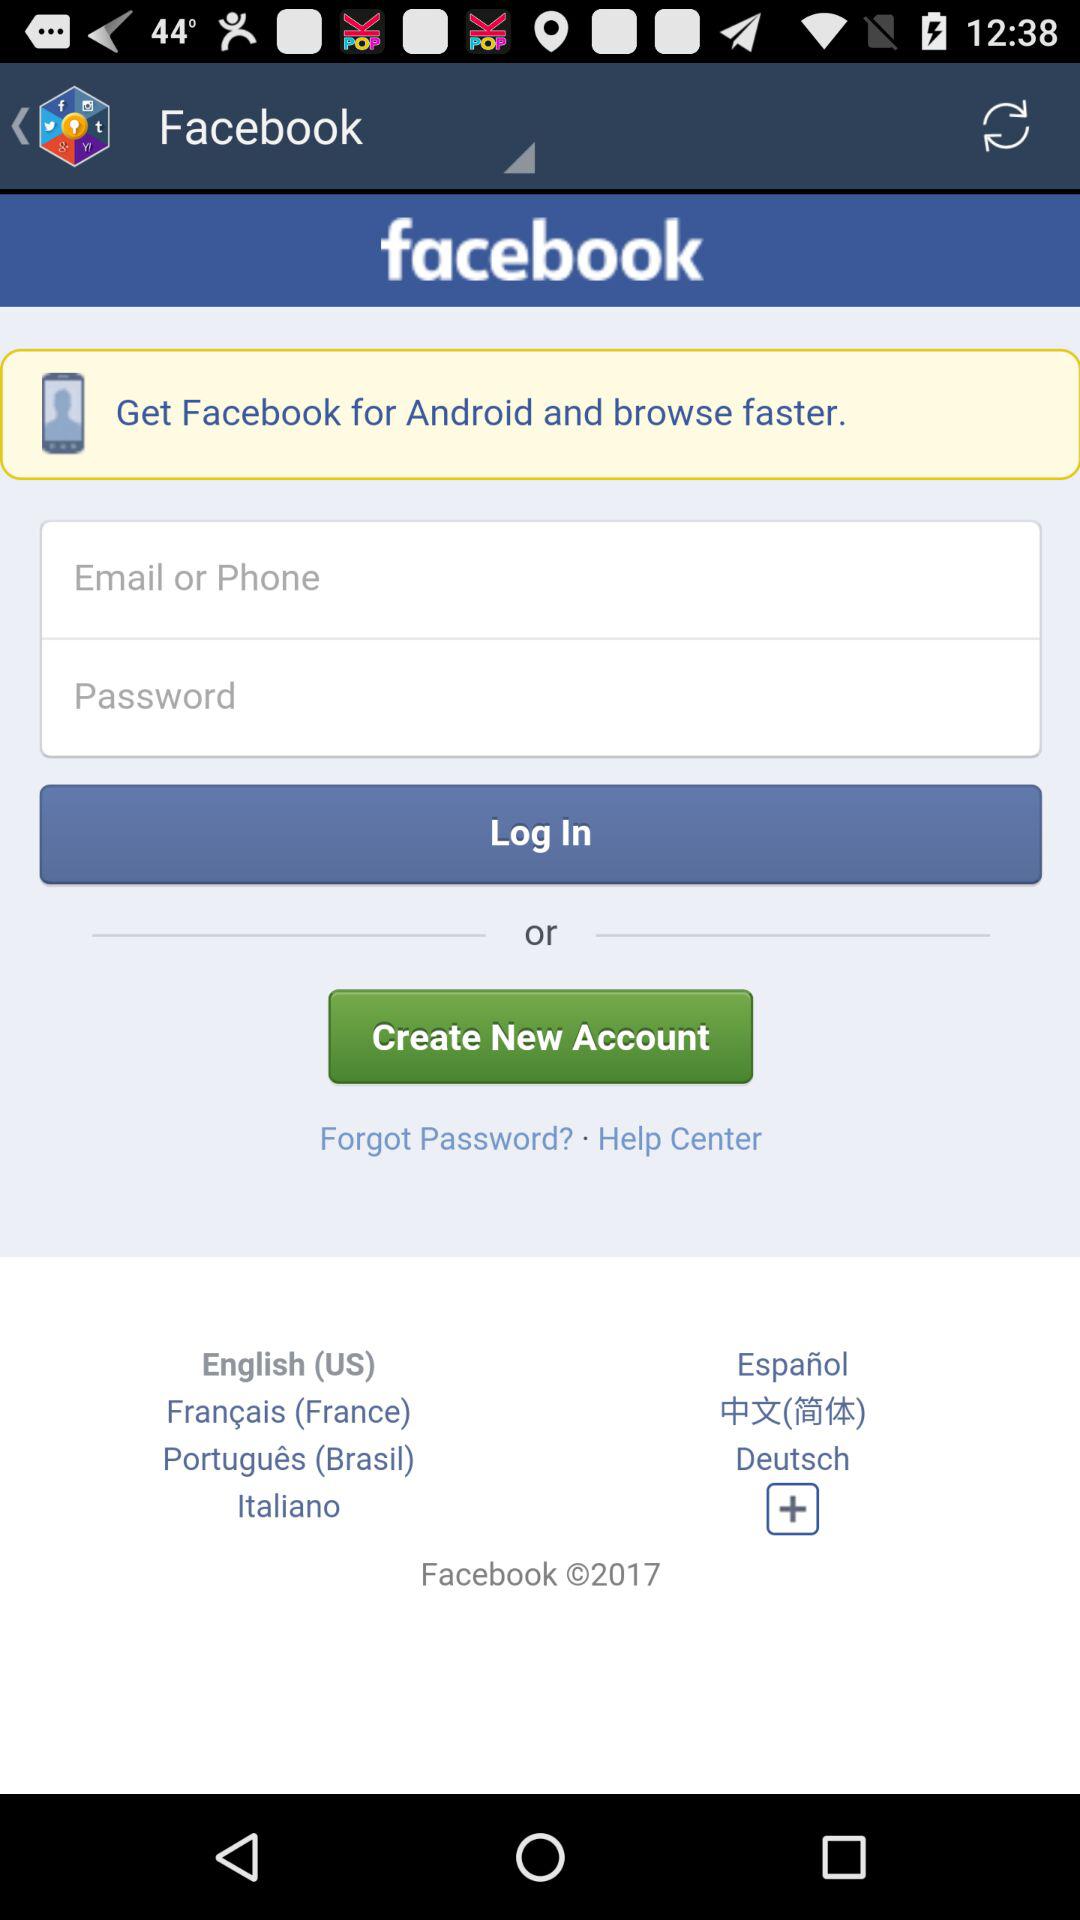 44° POP POP 12:38
Facebook
facebook
Get Facebook for Android and browse faster.
Email or Phone
Password
Log In
or
Create New Account
Forgot Password? · Help Center
English (US) Español
Français (France) 中文(简体)
Português (Brasil) Deutsch
Italiano
Facebook ©2017